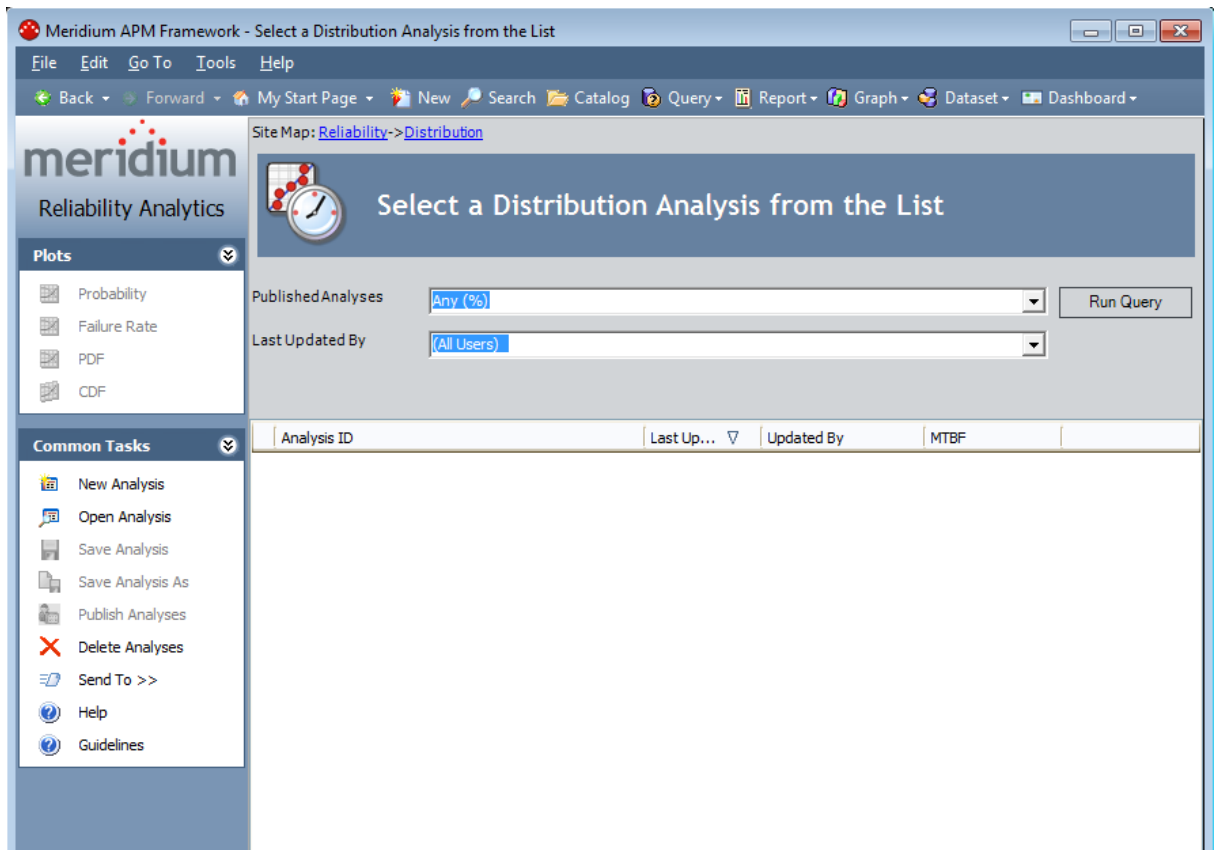 Meridium APM Framework - Select a Distribution Analysis from the List
File Edit Go To Tools Help
Back Forward My Start Page New Search Catalog Query Report Graph Dataset Dashboard
meridium
Reliability Analytics
Plots
Probability
Failure Rate
PDF
CDF
Common Tasks
New Analysis
Open Analysis
Save Analysis
Save Analysis As
Publish Analyses
Delete Analyses
Send To >>
Help
Guidelines
Site Map: Reliability->Distribution
Select a Distribution Analysis from the List
Published Analyses Any (%) Run Query
Last Updated By (All Users)
Analysis ID Last Up... Updated By MTBF